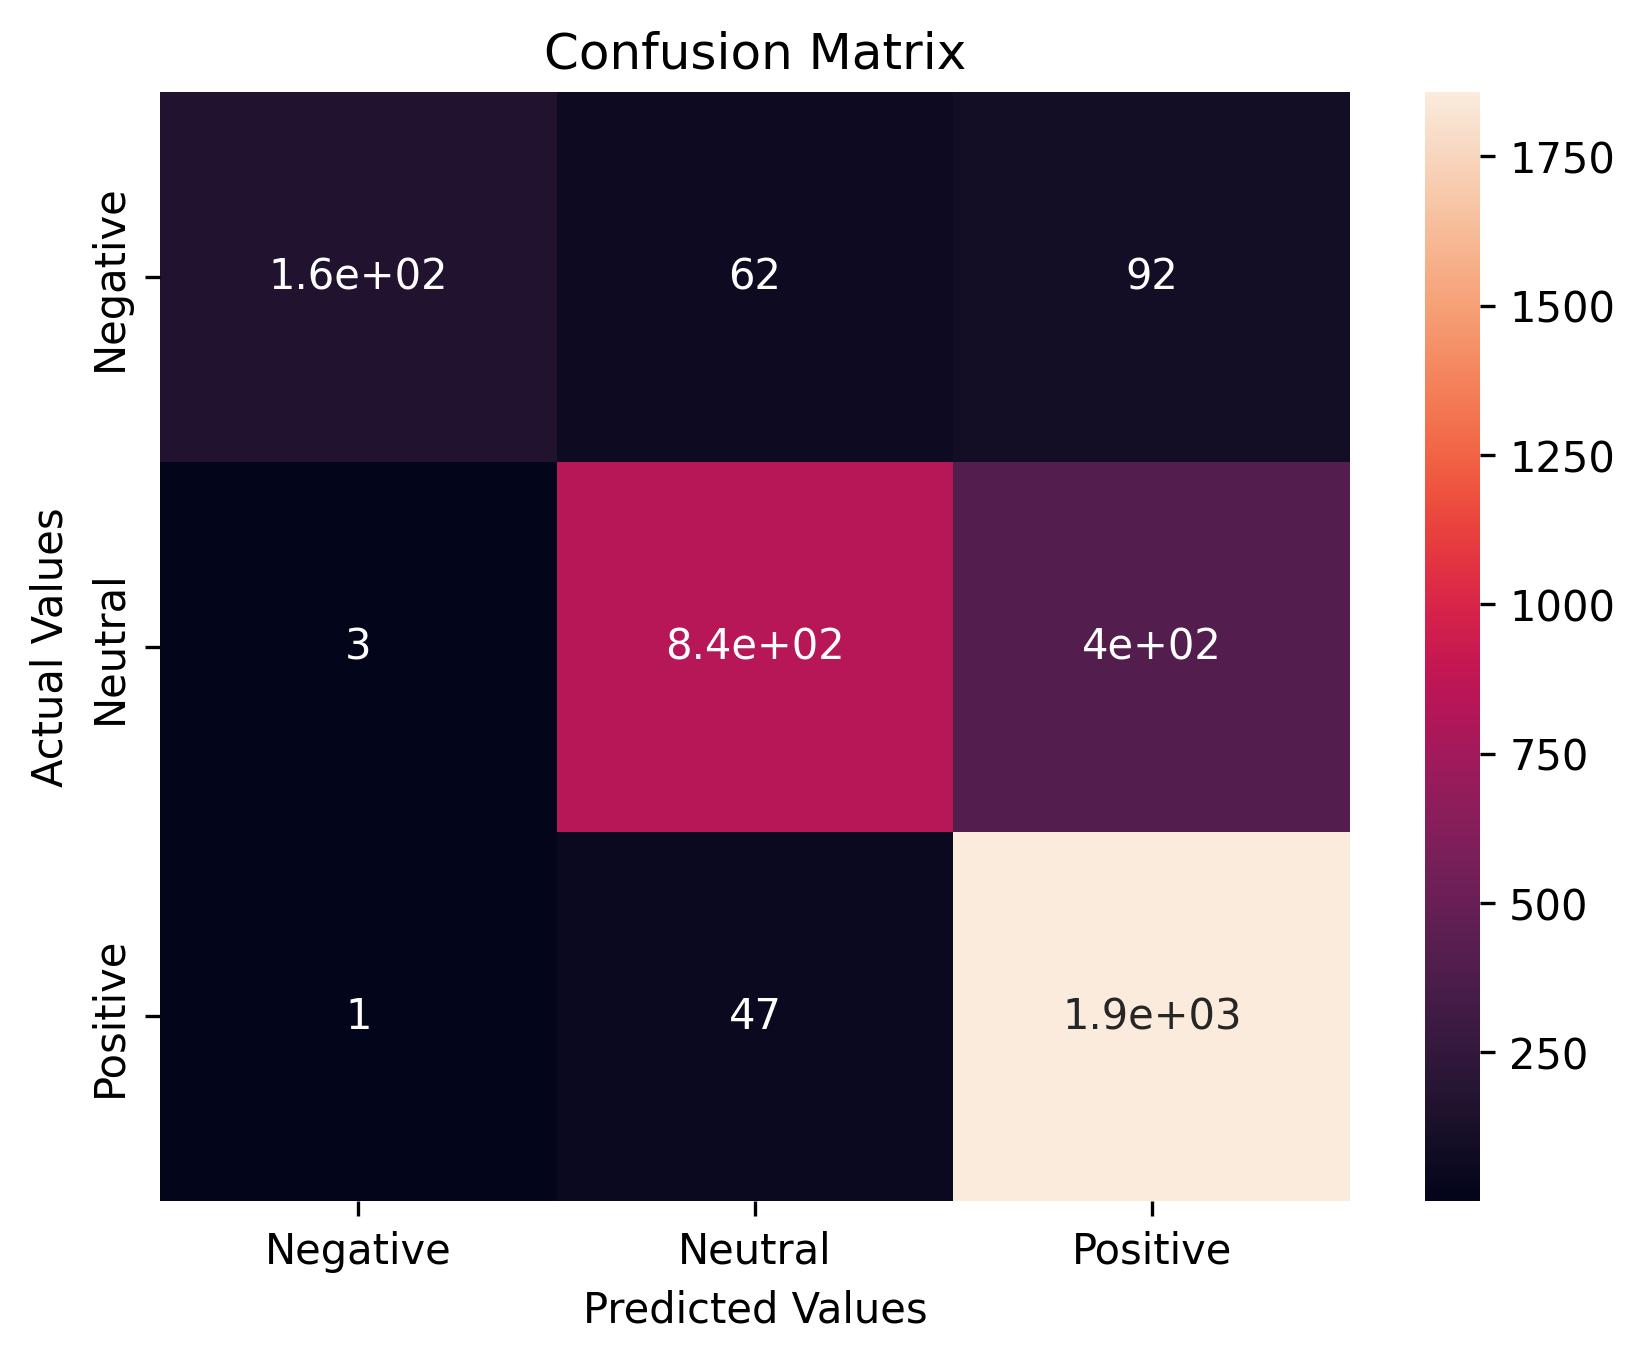 Confusion Matrix
Actual Values
Negative
1.6e+02 62 92
Neutral
3 8.4e+02 4e+02
Positive
1 47 1.9e+03
Negative Neutral Positive
Predicted Values
1750
1500
1250
1000
750
500
250